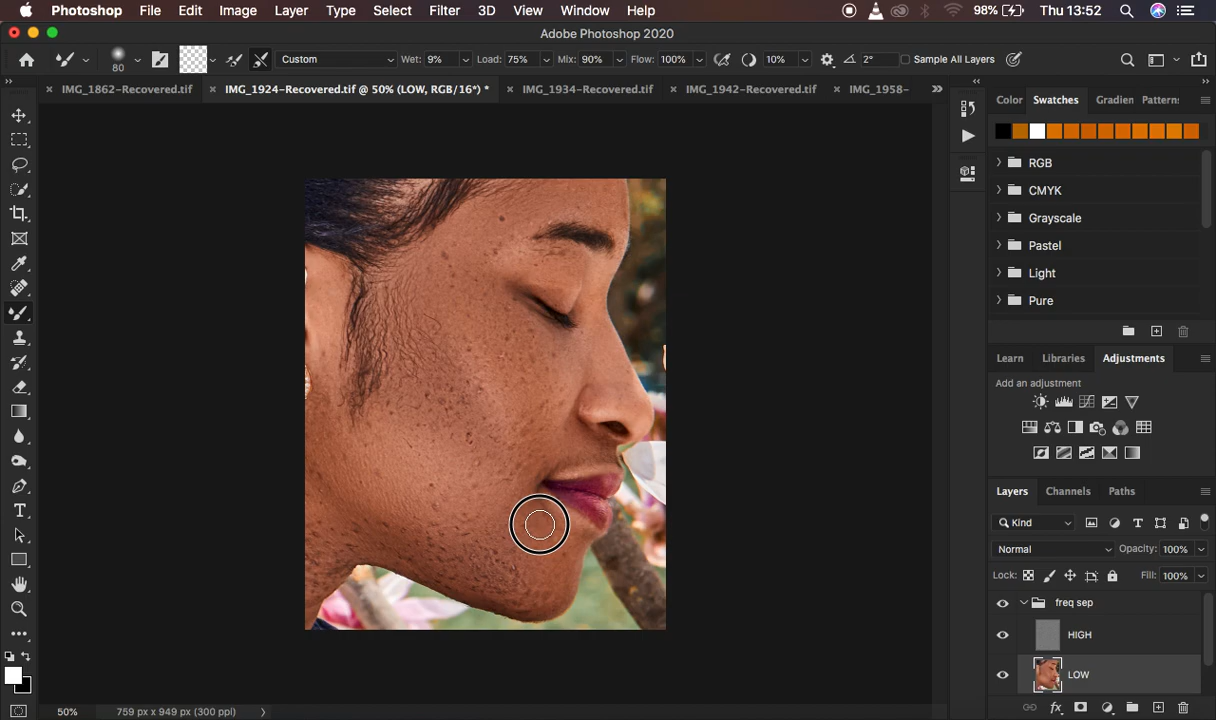 Photoshop File Edit Image Layer Type Select Filter 3D View Window Help 98% Thu 13:52
Adobe Photoshop 2020
80 Custom Wet: 9% Load: 75% Mix: 90% Flow: 100% 10% 2° Sample All Layers
IMG_1862-Recovered.tif IMG_1924-Recovered.tif @ 50% (LOW, RGB/16*) * IMG_1934-Recovered.tif IMG_1942-Recovered.tif IMG_1958-
Color Swatches Gradien Pattern:
RGB
CMYK
Grayscale
Pastel
Light
Pure
Learn Libraries Adjustments
Add an adjustment
Layers Channels Paths
Kind
Normal Opacity: 100%
Lock: Fill: 100%
freq sep
HIGH
LOW
50% 759 px x 949 px (300 ppi)